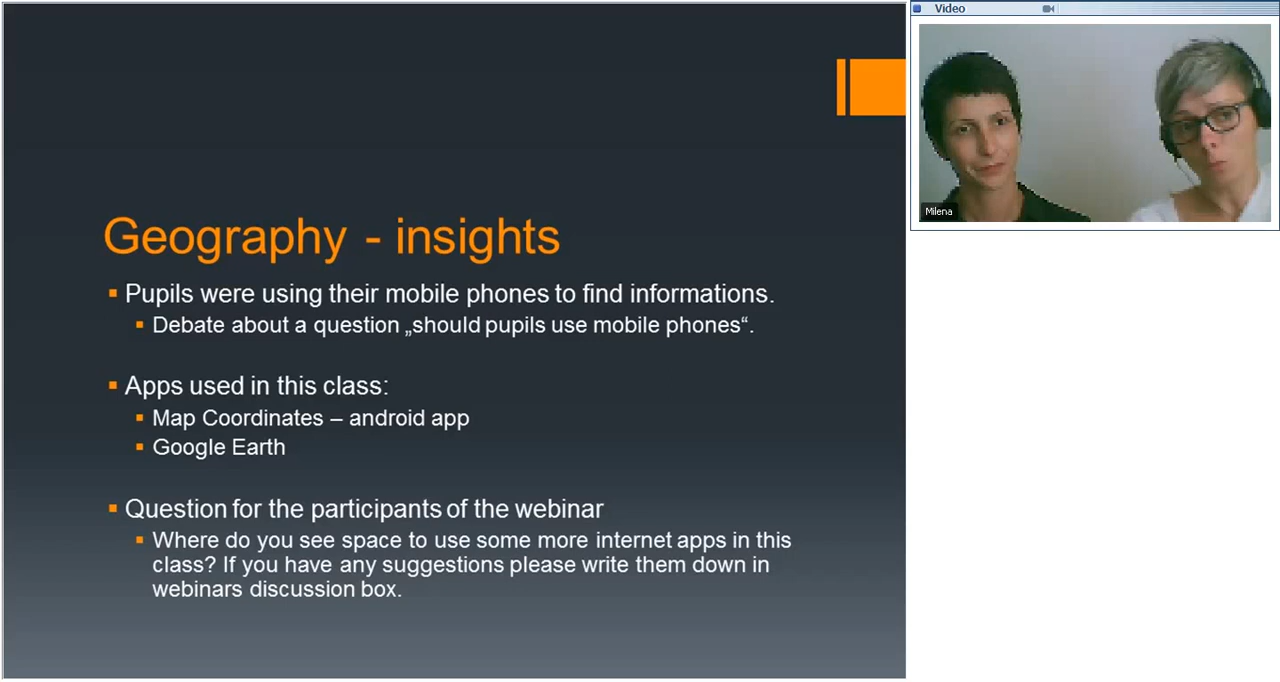 Video
Milena
Geography - insights
Pupils were using their mobile phones to find informations.
Debate about a question „should pupils use mobile phones“.
Apps used in this class:
Map Coordinates – android app
Google Earth
Question for the participants of the webinar
Where do you see space to use some more internet apps in this
class? If you have any suggestions please write them down in
webinars discussion box.